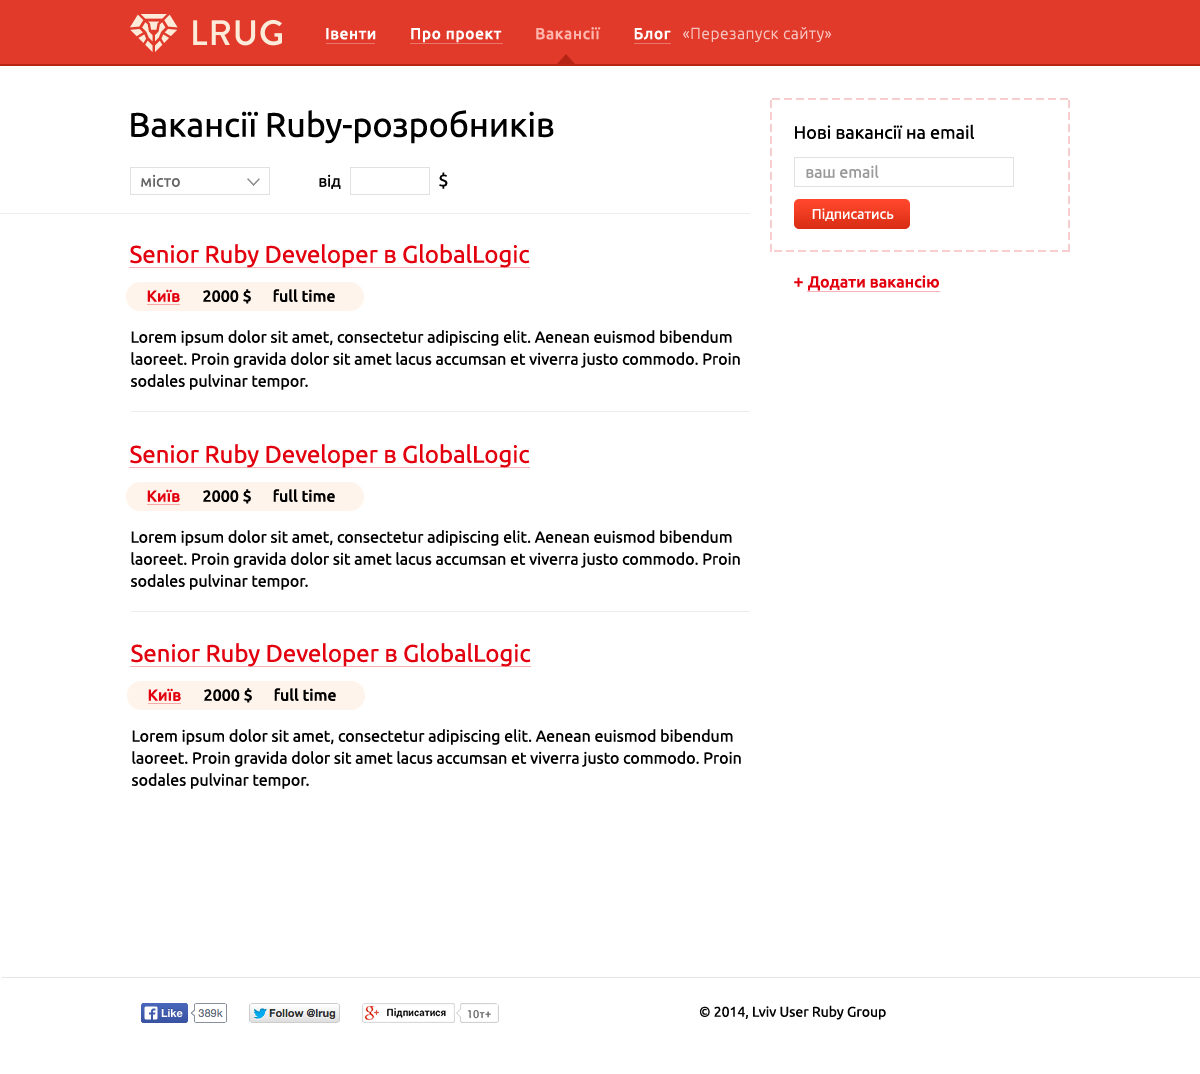 LRUG
Івенти Про проект Вакансії Блог «Перезапуск сайту»
Вакансії Ruby-розробників
місто від $
Senior Ruby Developer в GlobalLogic
Київ 2000 $ full time
Lorem ipsum dolor sit amet, consectetur adipiscing elit. Aenean euismod bibendum
laoreet. Proin gravida dolor sit amet lacus accumsan et viverra justo commodo. Proin
sodales pulvinar tempor.
Senior Ruby Developer в GlobalLogic
Київ 2000 $ full time
Lorem ipsum dolor sit amet, consectetur adipiscing elit. Aenean euismod bibendum
laoreet. Proin gravida dolor sit amet lacus accumsan et viverra justo commodo. Proin
sodales pulvinar tempor.
Senior Ruby Developer в GlobalLogic
Київ 2000 $ full time
Lorem ipsum dolor sit amet, consectetur adipiscing elit. Aenean euismod bibendum
laoreet. Proin gravida dolor sit amet lacus accumsan et viverra justo commodo. Proin
sodales pulvinar tempor.
Нові вакансії на email
ваш email
Підписатись
+ Додати вакансію
Like 389k Follow @lrug g+ Підписатися 10т+
© 2014, Lviv User Ruby Group